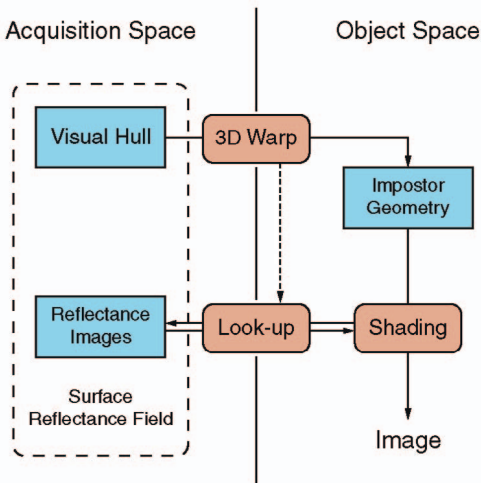 Acquisition Space
Object Space
Visual Hull
3D Warp
Impostor
Geometry
Reflectance
Images
Look-up
Shading
Surface
Reflectance Field
Image